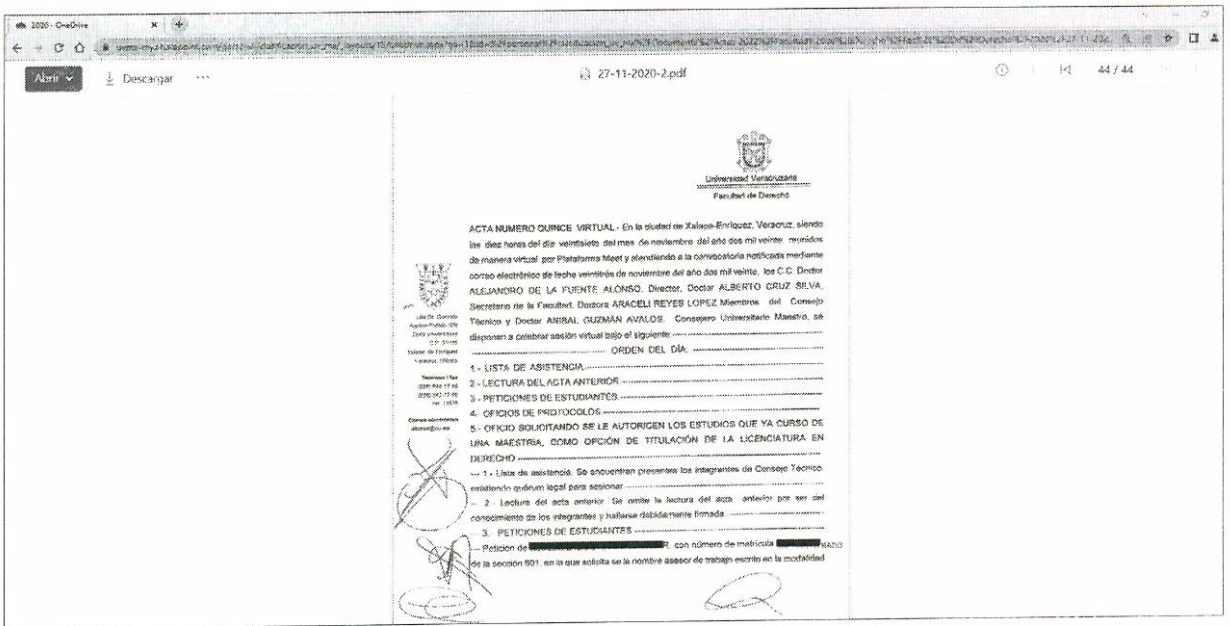 2020 - OneDrive
Abrir
Descargar
27-11-2020-2.pdf
44 / 44
Universidad Veracruzana
Facultad de Derecho
ACTA NUMERO QUINCE VIRTUAL.- En la ciudad de Xalapa-Enríquez, Veracruz, siendo
las diez horas del día veintisiete del mes de noviembre del año dos mil veinte reunidos
de manera virtual por Plataforma Meet y atendiendo a la convocatoria notificada mediante
correo electrónico de fecha veintitrés de noviembre del año dos mil veinte, los C.C. Doctor
ALEJANDRO DE LA FUENTE ALONSO, Director, Doctor ALBERTO CRUZ SILVA,
Secretario de la Facultad, Doctora ARACELI REYES LOPEZ Miembros del Consejo
Técnico y Doctor ANIBAL GUZMÁN AVALOS. Consejero Universitario Maestro, se
disponen a celebrar sesión virtual bajo el siguiente
ORDEN DEL DÍA:
1.- LISTA DE ASISTENCIA
2.- LECTURA DEL ACTA ANTERIOR
3.- PETICIONES DE ESTUDIANTES
4.- OFICIOS DE PROTOCOLOS
5.- OFICIO SOLICITANDO SE LE AUTORICEN LOS ESTUDIOS QUE YA CURSO DE
UNA MAESTRÍA, COMO OPCIÓN DE TITULACIÓN DE LA LICENCIATURA EN
DERECHO
--- 1.- Lista de asistencia. Se encuentran presentes los integrantes de Consejo Técnico,
existiendo quórum legal para sesionar
--- 2.- Lectura del acta anterior. Se omite la lectura del acta anterior por ser del
conocimiento de los integrantes y hallarse debidamente firmada
--- 3.- PETICIONES DE ESTUDIANTES
--- Petición de R. con número de matrícula
de la sección 601, en la que solicita se la nombre asesor de trabajo escrito en la modalidad